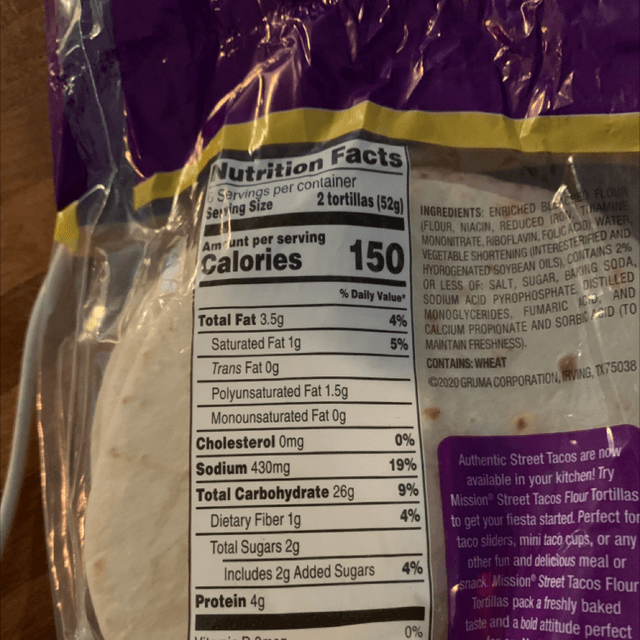 Nutrition Facts
Servings per container
Serving Size 2 tortillas (52g)
Amount per serving
Calories 150
% Daily Value*
Total Fat 3.5g 4%
Saturated Fat 1g 5%
Trans Fat 0g
Polyunsaturated Fat 1.5g
Monounsaturated Fat 0g
Cholesterol 0mg 0%
Sodium 430mg 19%
Total Carbohydrate 26g 9%
Dietary Fiber 1g 4%
Total Sugars 2g
Includes 2g Added Sugars 4%
Protein 4g
0%
INGREDIENTS: ENRICHED BLEACHED FLOUR
(FLOUR, NIACIN, REDUCED IRON, THIAMINE
MONONITRATE, RIBOFLAVIN, FOLIC ACID) WATER,
VEGETABLE SHORTENING (INTERESTERIFIED AND
HYDROGENATED SOYBEAN OILS), CONTAINS 2%
OR LESS OF: SALT, SUGAR, BAKING SODA,
SODIUM ACID PYROPHOSPHATE, DISTILLED
MONOGLYCERIDES, FUMARIC AND
CALCIUM PROPIONATE AND SORBIC ACID (TO
MAINTAIN FRESHNESS).
CONTAINS: WHEAT
©2020 GRUMA CORPORATION, IRVING, TX 75038
Authentic Street Tacos are now
available in your kitchen! Try
Mission® Street Tacos Flour Tortillas
to get your fiesta started. Perfect for
taco sliders, mini taco cups, or any
other fun and delicious meal or
snack. Mission® Street Tacos Flour
Tortillas pack a freshly baked
taste and a bold attitude perfect